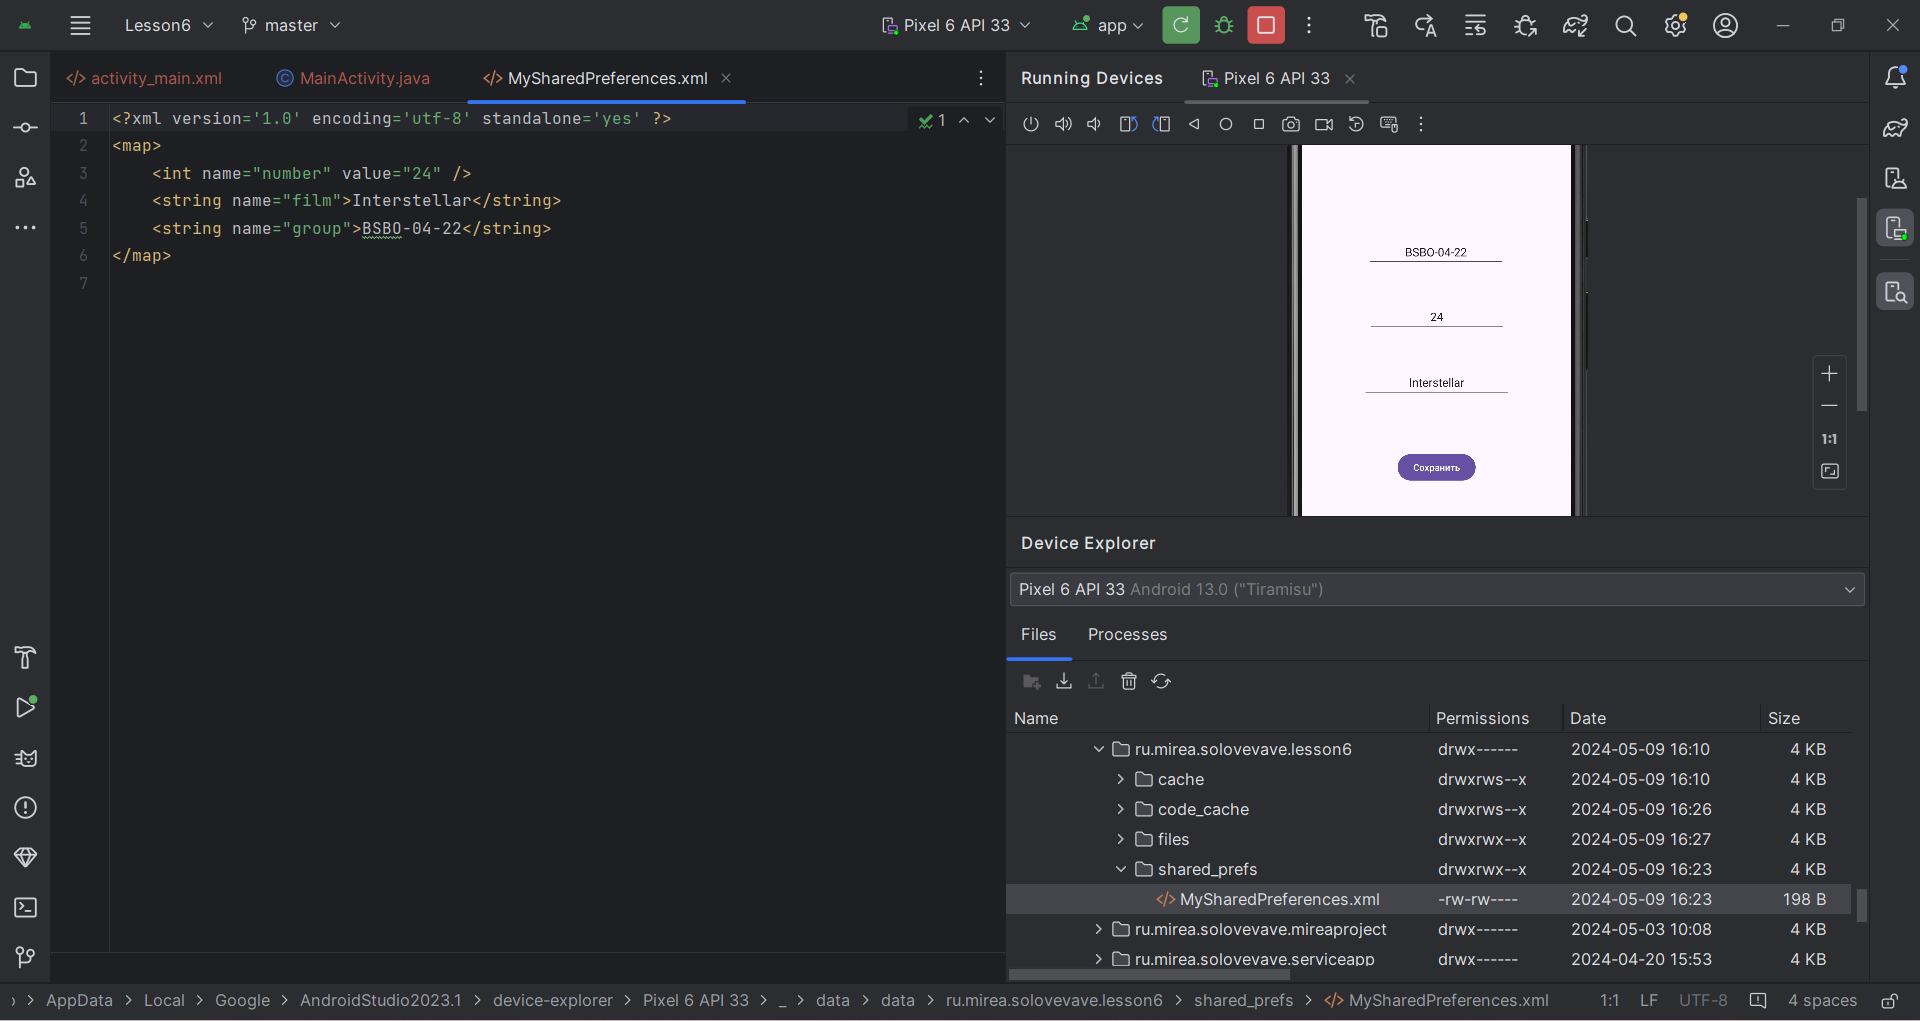 Lesson6 master Pixel 6 API 33 app
activity_main.xml MainActivity.java MySharedPreferences.xml
1 <?xml version='1.0' encoding='utf-8' standalone='yes' ?>
2 <map>
3 <int name="number" value="24" />
4 <string name="film">Interstellar</string>
5 <string name="group">BSBO-04-22</string>
6 </map>
7
1
Running Devices Pixel 6 API 33
BSBO-04-22
24
Interstellar
Сохранить
1:1
Device Explorer
Pixel 6 API 33 Android 13.0 ("Tiramisu")
Files Processes
Name Permissions Date Size
ru.mirea.solovevave.lesson6 drwx------ 2024-05-09 16:10 4 KB
cache drwxrws--x 2024-05-09 16:10 4 KB
code_cache drwxrws--x 2024-05-09 16:26 4 KB
files drwxrwx--x 2024-05-09 16:27 4 KB
shared_prefs drwxrwx--x 2024-05-09 16:23 4 KB
MySharedPreferences.xml -rw-rw---- 2024-05-09 16:23 198 B
ru.mirea.solovevave.mireaproject drwx------ 2024-05-03 10:08 4 KB
ru.mirea.solovevave.serviceapp drwx------ 2024-04-20 15:53 4 KB
> AppData > Local > Google > AndroidStudio2023.1 > device-explorer > Pixel 6 API 33 > _ > data > data > ru.mirea.solovevave.lesson6 > shared_prefs > MySharedPreferences.xml 1:1 LF UTF-8 4 spaces